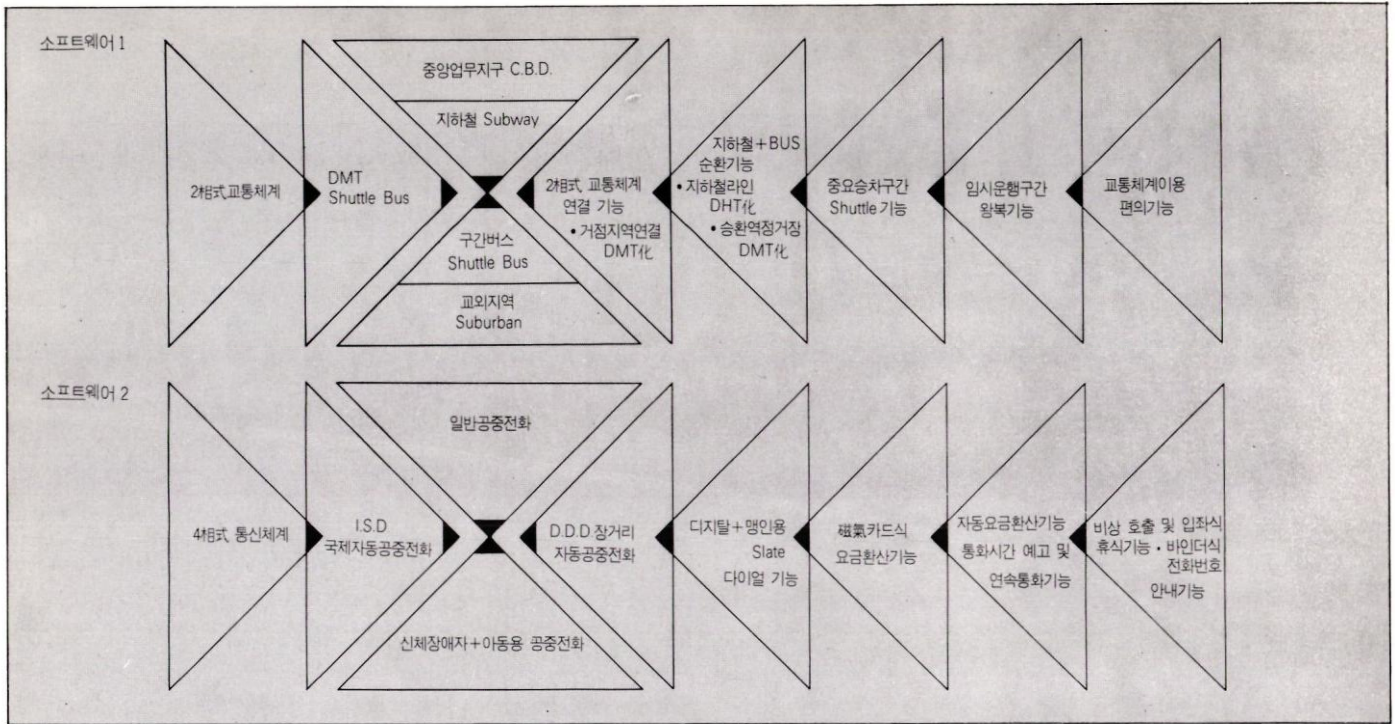 소프트웨어 1
중앙업무지구 C.B.D.
지하철 Subway
2相式교통체계
DMT
Shuttle Bus
구간버스
Shuttle Bus
교외지역
Suburban
2相式 교통체계
연결 기능
• 거점지역연결
DMT化
지하철+BUS
순환기능
• 지하철라인
DHT化
• 승환역정거장
DMT化
중요승차구간
Shuttle 기능
임시운행구간
왕복기능
교통체계이용
편의기능
소프트웨어 2
일반공중전화
4相式 통신체계
I.S.D.
국제자동공중전화
D.D.D.장거리
자동공중전화
신체장애자+아동용 공중전화
디지탈+맹인용
Slate
다이얼 기능
磁氣카드식
요금환산기능
자동요금환산기능
통화시간 예고 및
연속통화기능
비상 호출 및 입좌식
휴식기능 • 바인더식
전화번호
안내기능